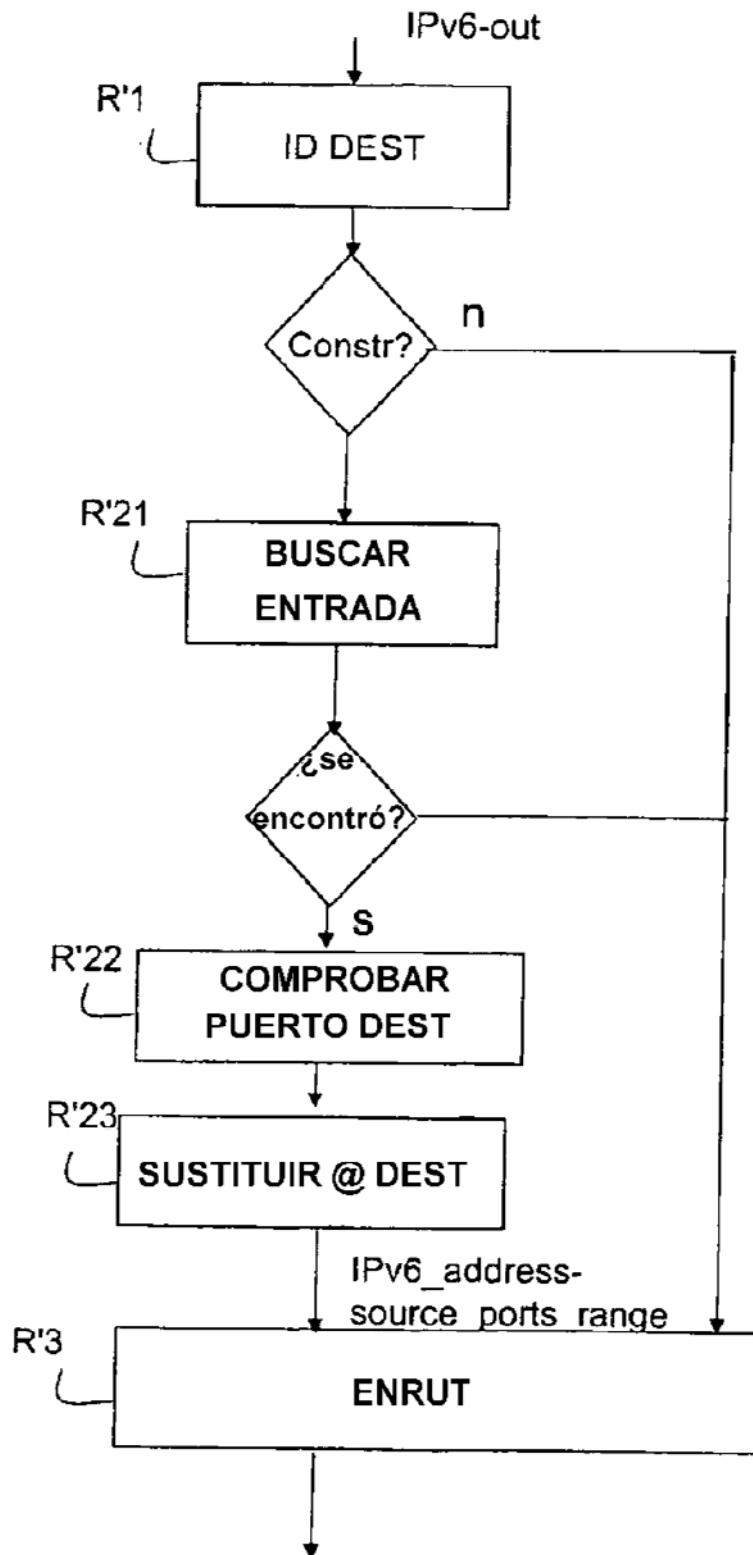 IPv6-out
R'1
ID DEST
n
Constr?
R'21
BUSCAR
ENTRADA
¿se
encontró?
S
R'22
COMPROBAR
PUERTO DEST
R'23
SUSTITUIR @ DEST
IPv6_address-
source_ports_range
R'3
ENRUT